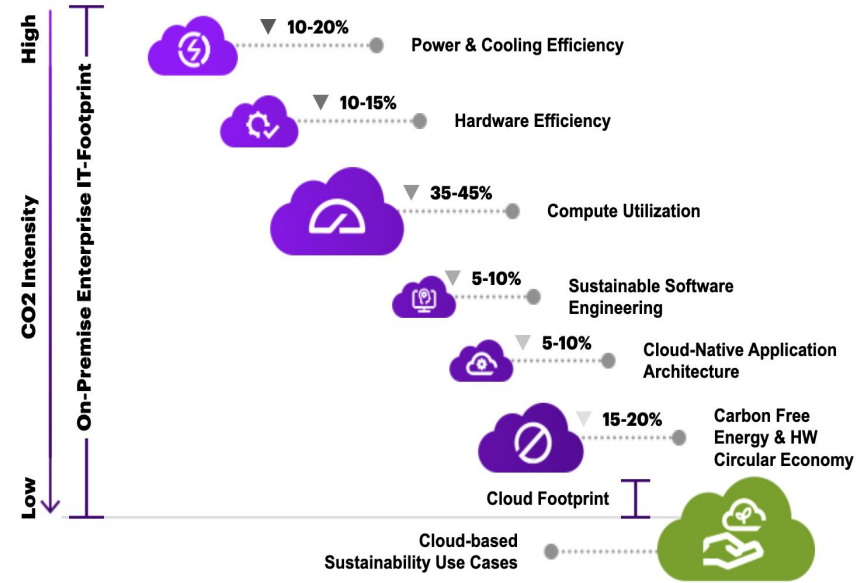 High
CO2 Intensity
Low
On-Premise Enterprise IT-Footprint
10-20%
Power & Cooling Efficiency
10-15%
Hardware Efficiency
35-45%
Compute Utilization
5-10%
Sustainable Software
Engineering
5-10%
Cloud-Native Application
Architecture
15-20%
Carbon Free
Energy & HW
Circular Economy
Cloud Footprint
Cloud-based
Sustainability Use Cases